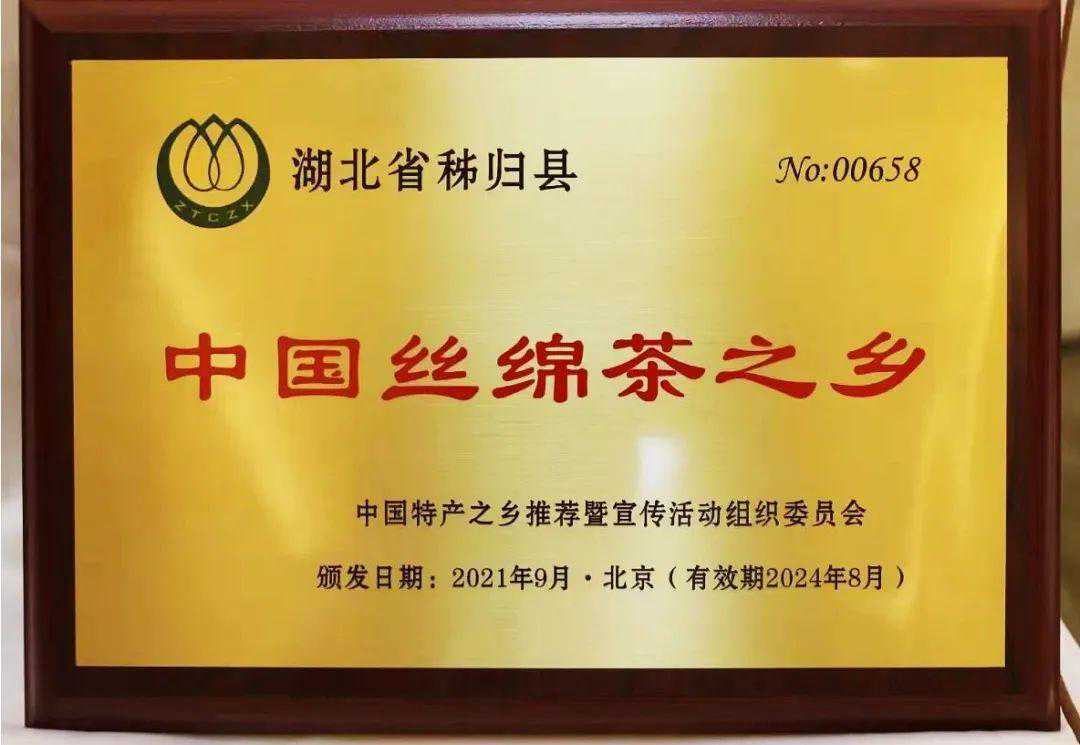 ZTCZX
湖北省秭归县
No:00658
中国丝绵茶之乡
中国特产之乡推荐暨宣传活动组织委员会
颁发日期：2021年9月·北京（有效期2024年8月）